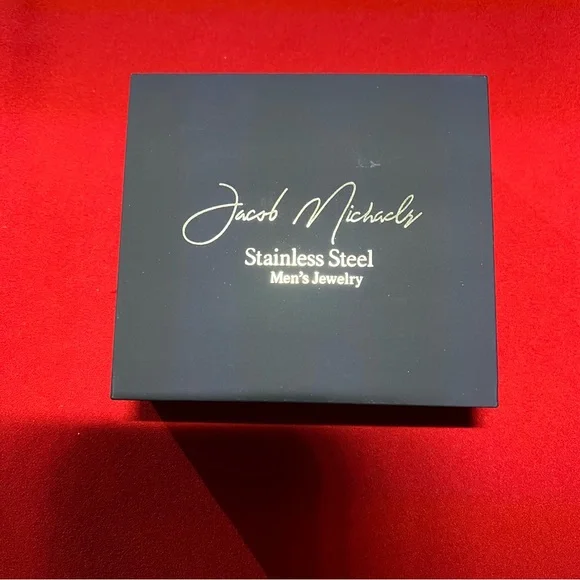 Jacob Michaels
Stainless Steel
Men's Jewelry